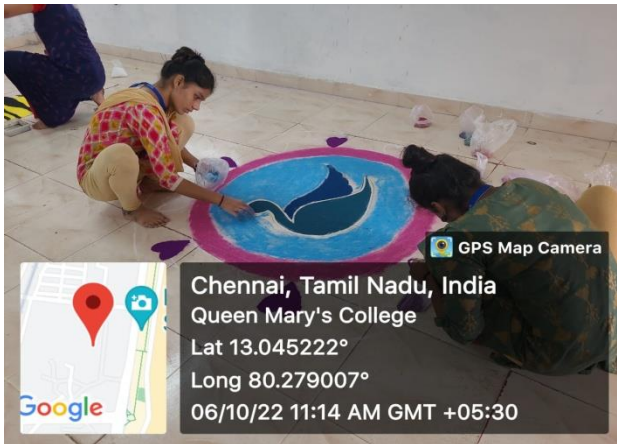 GPS Map Camera
Chennai, Tamil Nadu, India
Queen Mary's College
Lat 13.045222°
Long 80.279007°
06/10/22 11:14 AM GMT +05:30
Google